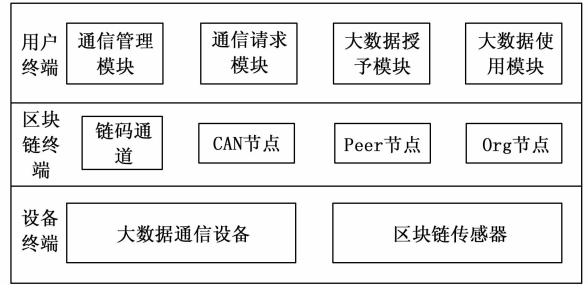 用户
终端
通信管理
模块
通信请求
模块
大数据授
予模块
大数据使
用模块
区块
链终
端
链码通
道
CAN节点
Peer节点
Org节点
设备
终端
大数据通信设备
区块链传感器